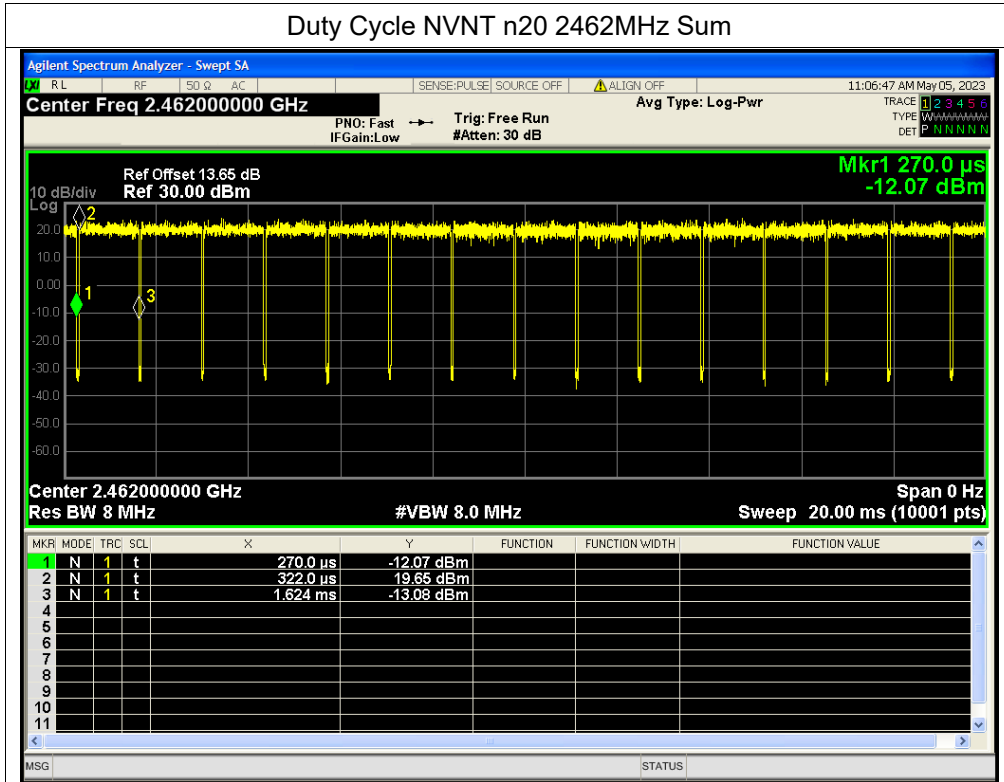 Duty Cycle NVNT n20 2462MHz Sum
Agilent Spectrum Analyzer - Swept SA
LXI RL RF 50 Ω AC SENSE:PULSE SOURCE OFF ALIGN OFF 11:06:47 AM May 05, 2023
Center Freq 2.462000000 GHz Avg Type: Log-Pwr TRACE 1 2 3 4 5 6
TYPE W
PNO: Fast Trig: Free Run DET P N N N N N
IFGain:Low #Atten: 30 dB
Mkr1 270.0 µs
Ref Offset 13.65 dB
10 dB/div Ref 30.00 dBm -12.07 dBm
Log
2
20.0
10.0
0.00
1
3
-10.0
-20.0
-30.0
-40.0
-50.0
-60.0
Center 2.462000000 GHz Span 0 Hz
Res BW 8 MHz #VBW 8.0 MHz Sweep 20.00 ms (10001 pts)
MKR MODE TRC SCL X Y FUNCTION FUNCTION WIDTH FUNCTION VALUE
1 N 1 t 270.0 µs -12.07 dBm
2 N 1 t 322.0 µs 19.65 dBm
3 N 1 t 1.624 ms -13.08 dBm
4
5
6
7
8
9
10
11
MSG STATUS